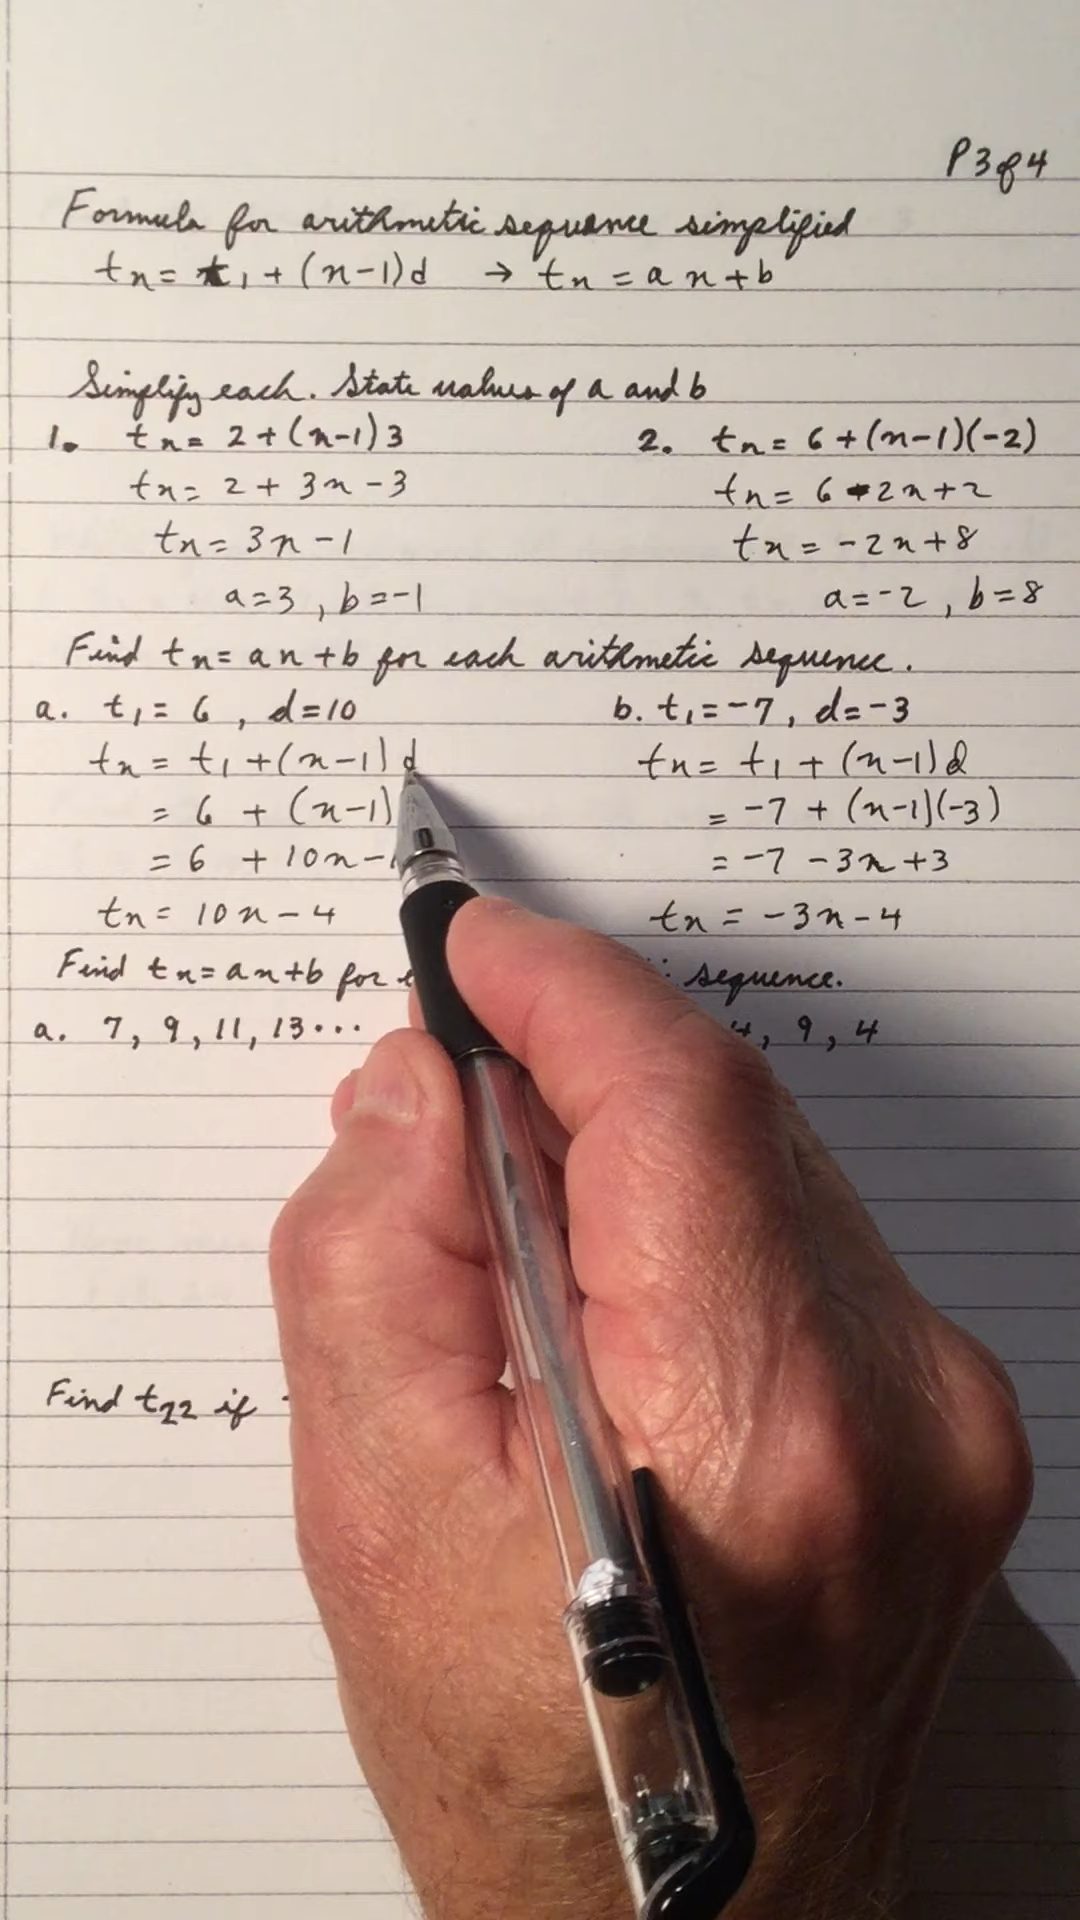 P 3 of 4
Formula for arithmetic sequence simplified
tn = t1 + (n-1)d → tn = an+b
Simplify each. State values of a and b
1. tn = 2 + (n-1)3
tn = 2 + 3n - 3
tn = 3n - 1
a=3, b=-1
2. tn = 6 + (n-1)(-2)
tn = 6 - 2n + 2
tn = -2n + 8
a=-2, b=8
Find tn = an+b for each arithmetic sequence.
a. t1 = 6, d=10
tn = t1 + (n-1)d
= 6 + (n-1)
= 6 + 10n -
tn = 10n - 4
b. t1 = -7, d=-3
tn = t1 + (n-1)d
= -7 + (n-1)(-3)
= -7 - 3n + 3
tn = -3n - 4
Find tn = an+b for sequence.
a. 7, 9, 11, 13...
4, 9, 4
Find t22 if